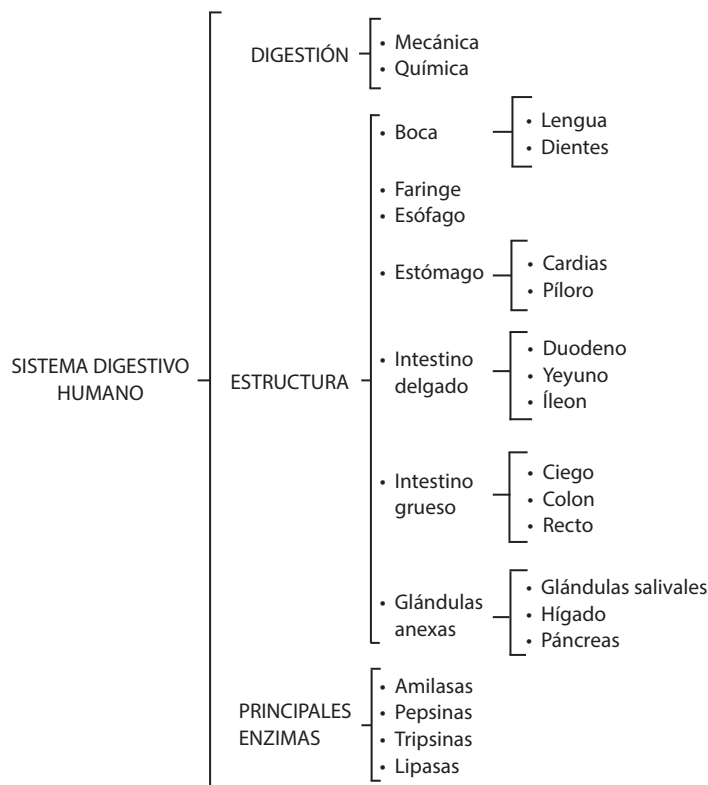 SISTEMA DIGESTIVO
HUMANO
DIGESTIÓN
• Mecánica
• Química
ESTRUCTURA
• Boca
• Lengua
• Dientes
• Faringe
• Esófago
• Estómago
• Cardias
• Píloro
• Intestino
delgado
• Duodeno
• Yeyuno
• Íleon
• Intestino
grueso
• Ciego
• Colon
• Recto
• Glándulas
anexas
• Glándulas salivales
• Hígado
• Páncreas
PRINCIPALES
ENZIMAS
• Amilasas
• Pepsinas
• Tripsinas
• Lipasas